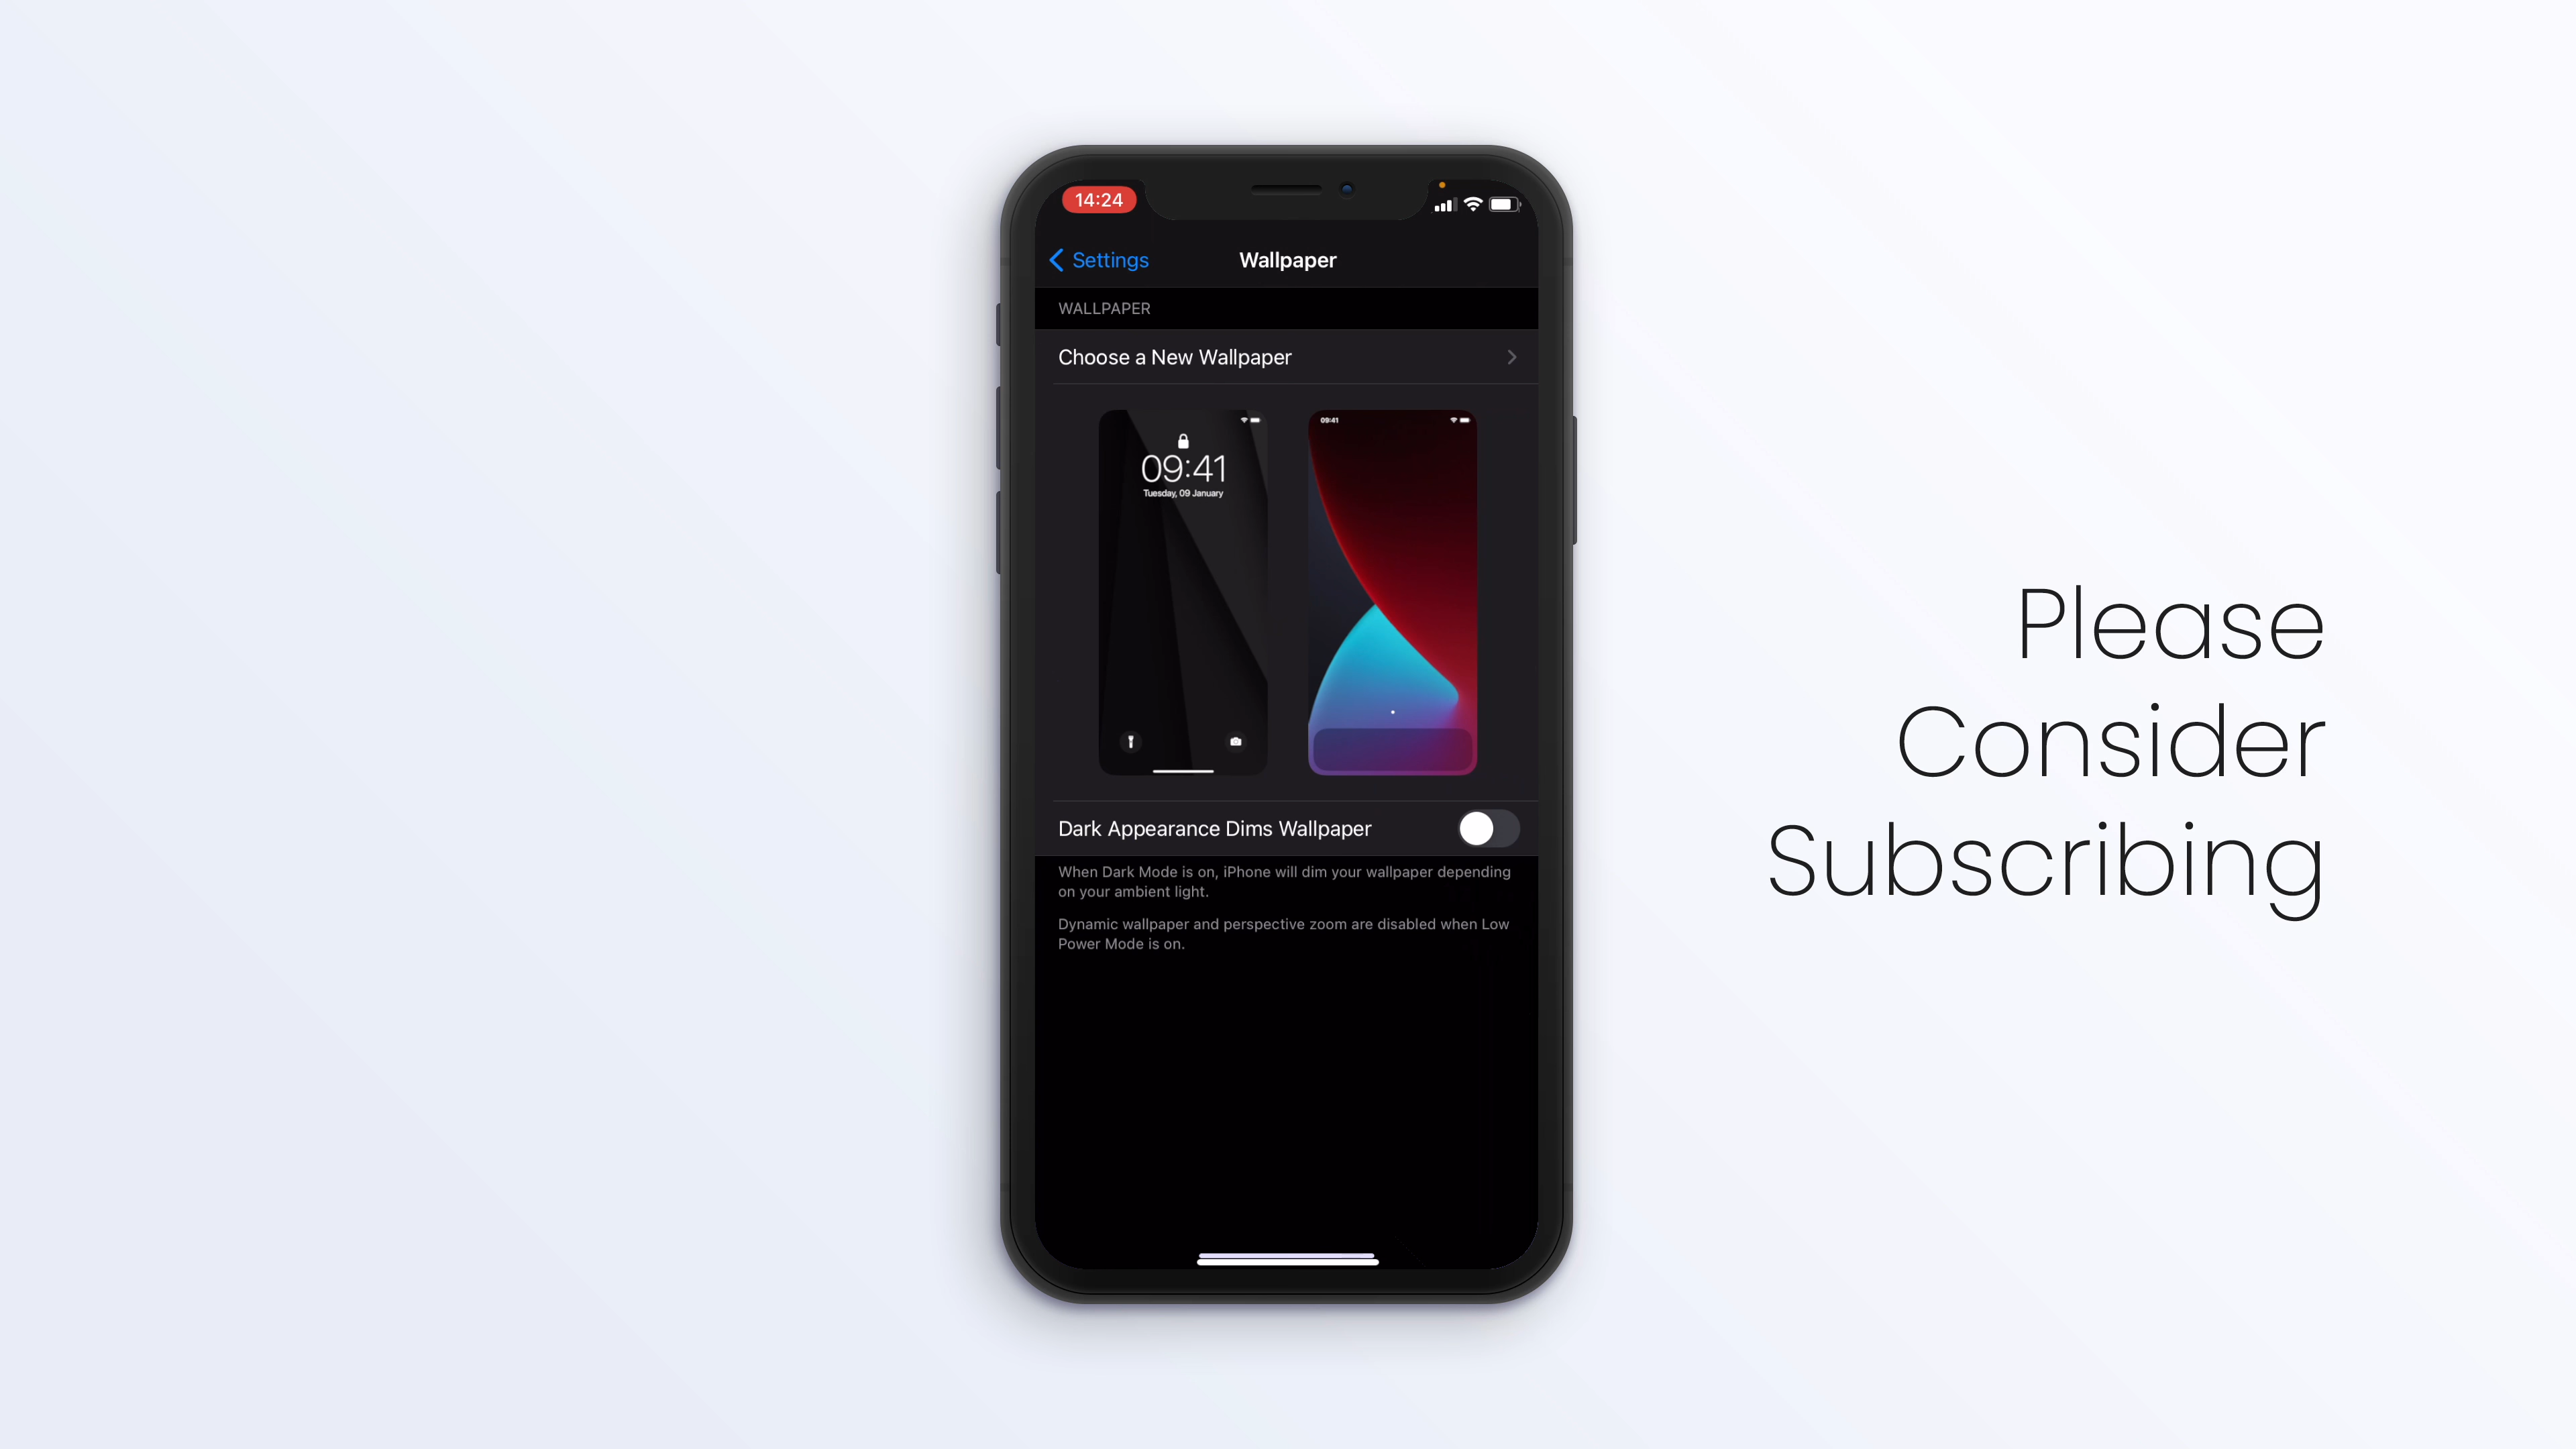 14:24
Settings
Wallpaper
WALLPAPER
Choose a New Wallpaper
09:41
Tuesday, 09 January
09:41
Dark Appearance Dims Wallpaper
When Dark Mode is on, iPhone will dim your wallpaper depending
on your ambient light.
Dynamic wallpaper and perspective zoom are disabled when Low
Power Mode is on.
Please
Consider
Subscribing